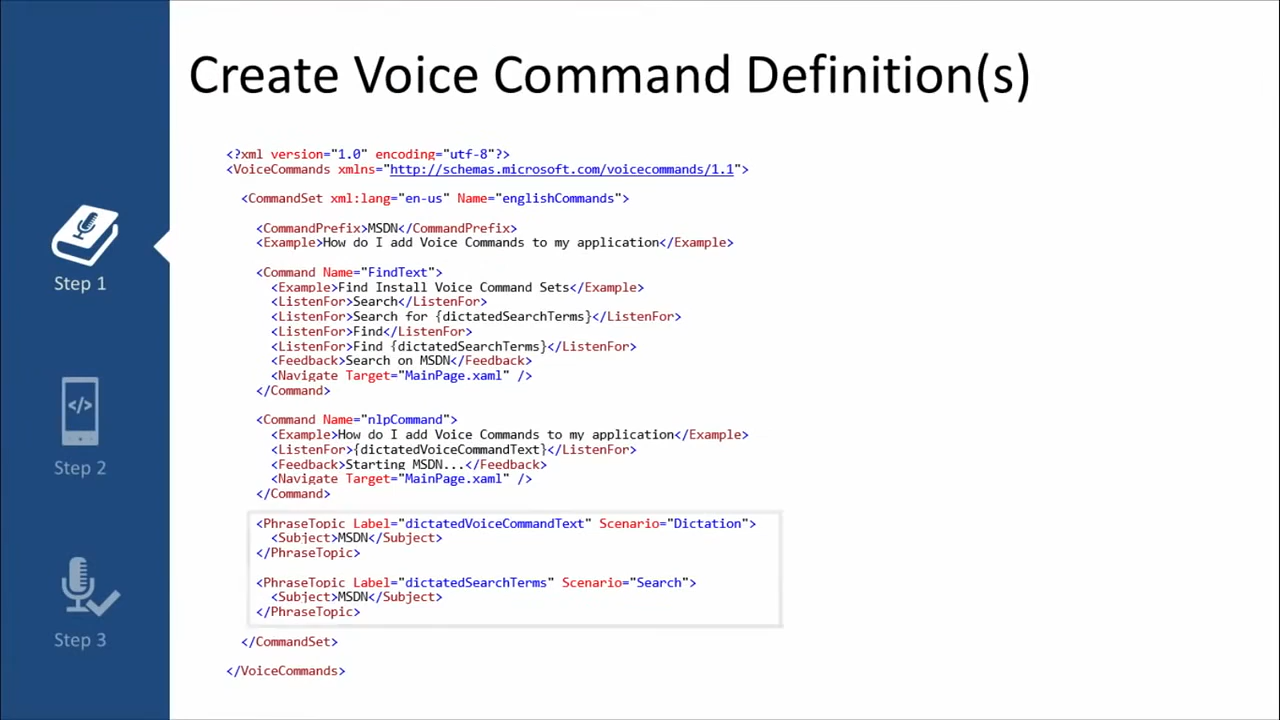 Create Voice Command Definition(s)
<?xml version="1.0" encoding="utf-8"?>
<VoiceCommands xmlns="http://schemas.microsoft.com/voicecommands/1.1">
<CommandSet xml:lang="en-us" Name="englishCommands">
<CommandPrefix>MSDN</CommandPrefix>
<Example>How do I add Voice Commands to my application</Example>
<Command Name="FindText">
<Example>Find Install Voice Command Sets</Example>
<ListenFor>Search</ListenFor>
<ListenFor>Search for {dictatedSearchTerms}</ListenFor>
<ListenFor>Find</ListenFor>
<ListenFor>Find {dictatedSearchTerms}</ListenFor>
<Feedback>Search on MSDN</Feedback>
<Navigate Target="MainPage.xaml" />
</Command>
<Command Name="nlpCommand">
<Example>How do I add Voice Commands to my application</Example>
<ListenFor>{dictatedVoiceCommandText}</ListenFor>
<Feedback>Starting MSDN...</Feedback>
<Navigate Target="MainPage.xaml" />
</Command>
<PhraseTopic Label="dictatedVoiceCommandText" Scenario="Dictation">
<Subject>MSDN</Subject>
</PhraseTopic>
<PhraseTopic Label="dictatedSearchTerms" Scenario="Search">
<Subject>MSDN</Subject>
</PhraseTopic>
</CommandSet>
</VoiceCommands>
Step 1
</>
Step 2
Step 3